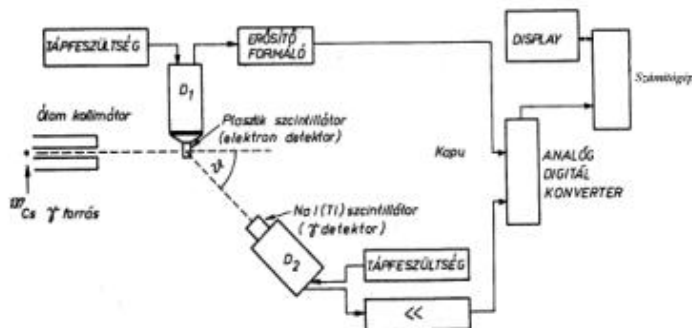 TÁPFESZÜLTSÉG
ERŐSÍTŐ
FORMÁLÓ
DISPLAY
Számítógép
D1
Ólom kollimátor
Plasztik szcintillátor
(elektron detektor)
Kapu
ANALÓG
DIGITÁL
KONVERTER
137Cs γ forrás
ϑ
NaI(Tl) szcintillátor
(γ detektor)
D2
TÁPFESZÜLTSÉG
<<